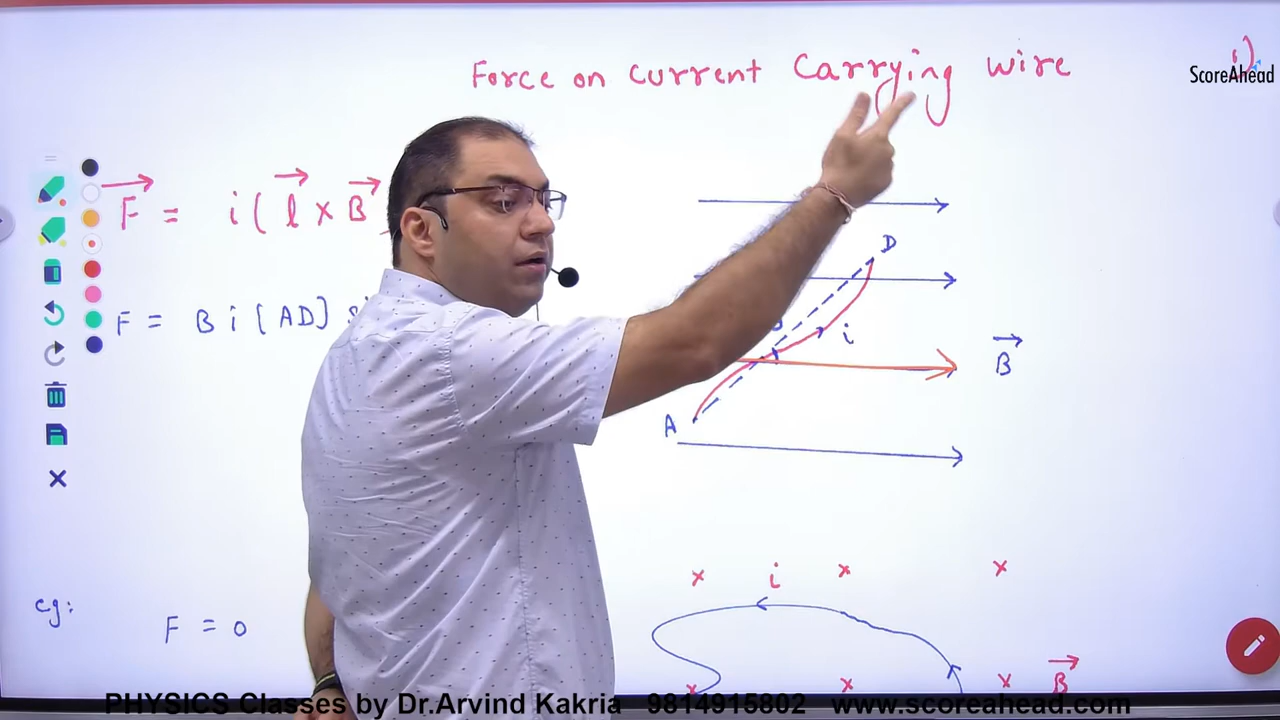 Force on Current Carrying wire
i)
ScoreAhead
F = i( l x B
F = B i [AD]
D
i
B
A
x i x x
eg:
F = 0
x x x B
PHYSICS Classes by Dr.Arvind Kakria 9814915802 www.scoreahead.com